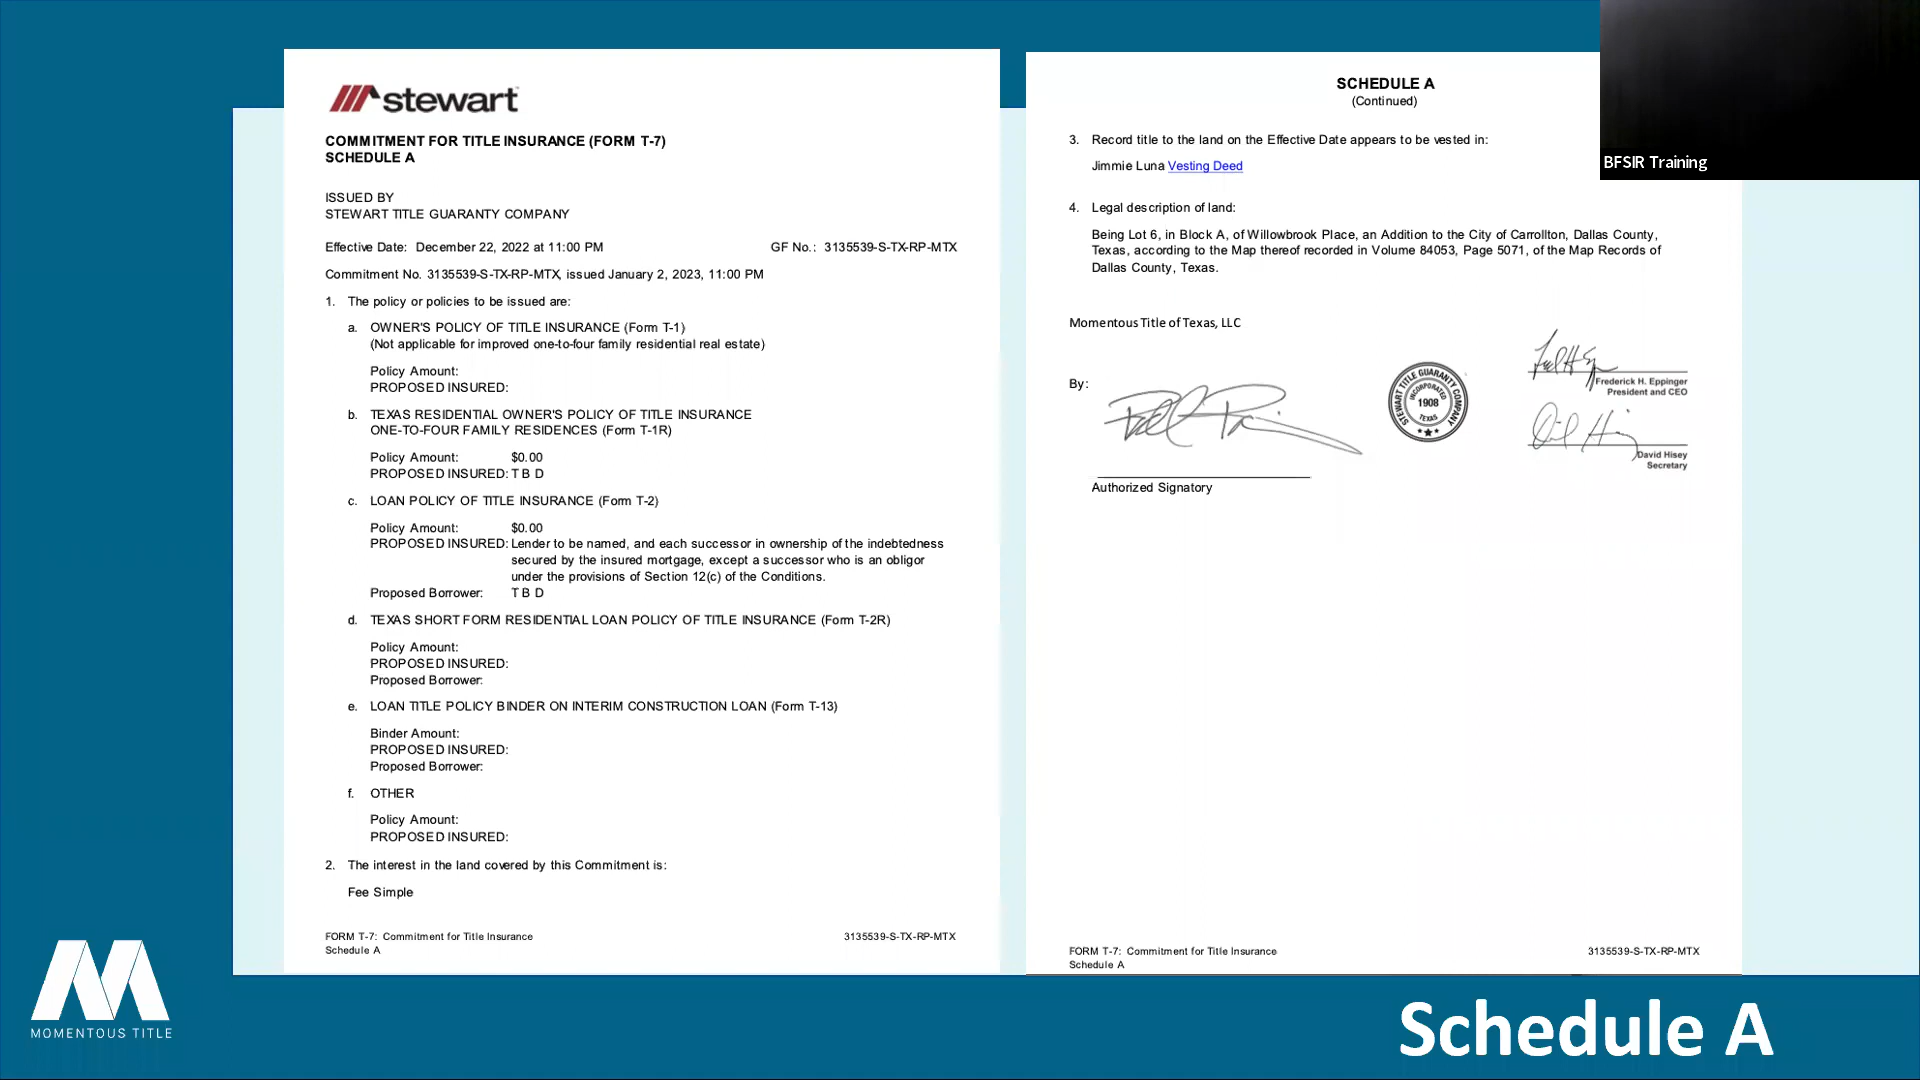 stewart
COMMITMENT FOR TITLE INSURANCE (FORM T-7)
SCHEDULE A
ISSUED BY
STEWART TITLE GUARANTY COMPANY
Effective Date: December 22, 2022 at 11:00 PM GF No.: 3135539-S-TX-RP-MTX
Commitment No. 3135539-S-TX-RP-MTX, issued January 2, 2023, 11:00 PM
1. The policy or policies to be issued are:
a. OWNER'S POLICY OF TITLE INSURANCE (Form T-1)
(Not applicable for improved one-to-four family residential real estate)
Policy Amount:
PROPOSED INSURED:
b. TEXAS RESIDENTIAL OWNER'S POLICY OF TITLE INSURANCE
ONE-TO-FOUR FAMILY RESIDENCES (Form T-1R)
Policy Amount: $0.00
PROPOSED INSURED: T B D
c. LOAN POLICY OF TITLE INSURANCE (Form T-2)
Policy Amount: $0.00
PROPOSED INSURED: Lender to be named, and each successor in ownership of the indebtedness
secured by the insured mortgage, except a successor who is an obligor
under the provisions of Section 12(c) of the Conditions.
Proposed Borrower: T B D
d. TEXAS SHORT FORM RESIDENTIAL LOAN POLICY OF TITLE INSURANCE (Form T-2R)
Policy Amount:
PROPOSED INSURED:
Proposed Borrower:
e. LOAN TITLE POLICY BINDER ON INTERIM CONSTRUCTION LOAN (Form T-13)
Binder Amount:
PROPOSED INSURED:
Proposed Borrower:
f. OTHER
Policy Amount:
PROPOSED INSURED:
2. The interest in the land covered by this Commitment is:
Fee Simple
FORM T-7: Commitment for Title Insurance 3135539-S-TX-RP-MTX
Schedule A
SCHEDULE A
(Continued)
3. Record title to the land on the Effective Date appears to be vested in:
Jimmie Luna Vesting Deed
4. Legal description of land:
Being Lot 6, in Block A, of Willowbrook Place, an Addition to the City of Carrollton, Dallas County,
Texas, according to the Map thereof recorded in Volume 84053, Page 5071, of the Map Records of
Dallas County, Texas.
Momentous Title of Texas, LLC
By:
Authorized Signatory
STEWART TITLE GUARANTY COMPANY
INCORPORATED
1908
TEXAS
Frederick H. Eppinger
President and CEO
David Hisey
Secretary
FORM T-7: Commitment for Title Insurance 3135539-S-TX-RP-MTX
Schedule A
BFSIR Training
MOMENTOUS TITLE
Schedule A